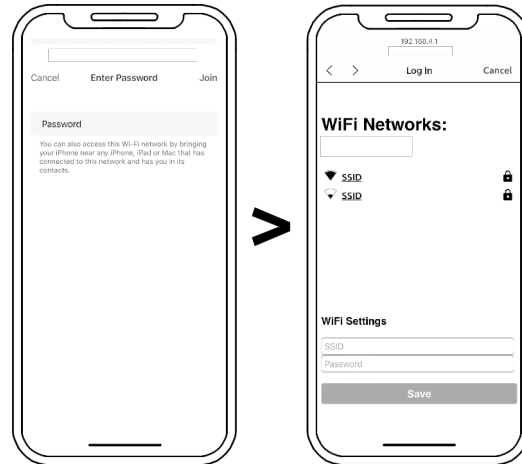 Cancel Enter Password Join
Password
You can also access this Wi-Fi network by bringing
your iPhone near any iPhone, iPad or Mac that has
connected to this network and has you in its
contacts.
>
192.168.4.1
< > Log In Cancel
WiFi Networks:
SSID
SSID
WiFi Settings
SSID
Password
Save